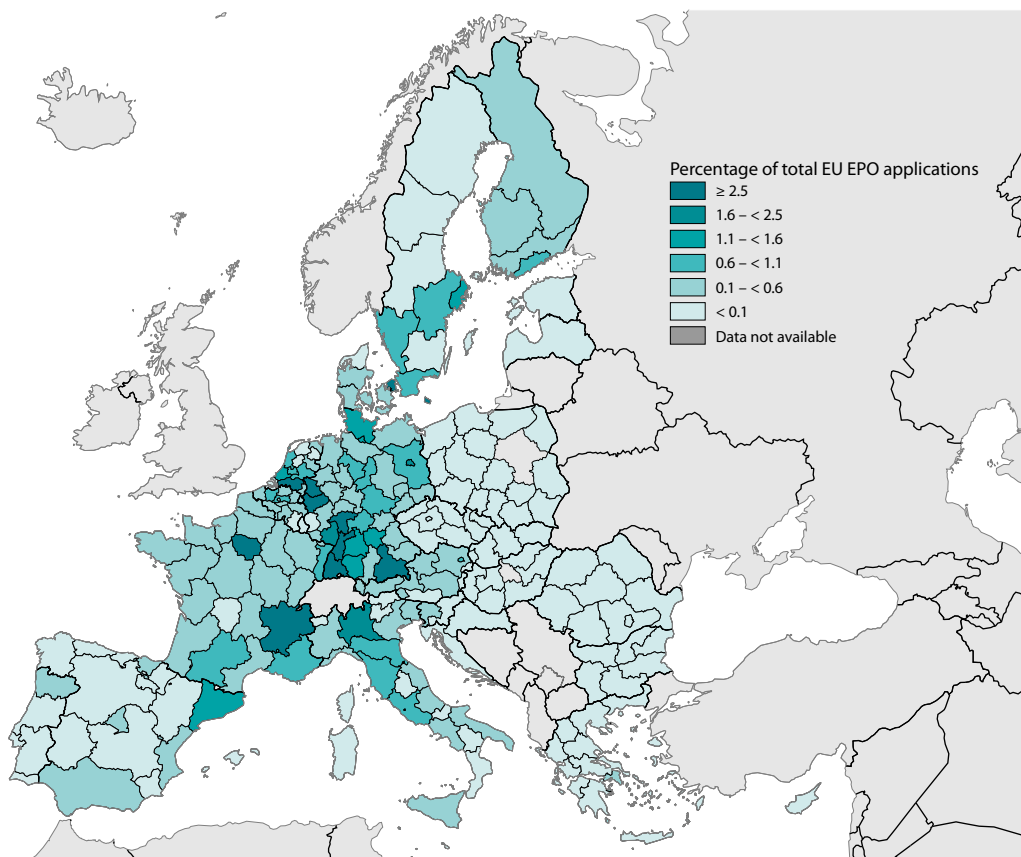 Percentage of total EU EPO applications
≥ 2.5
1.6 – < 2.5
1.1 – < 1.6
0.6 – < 1.1
0.1 – < 0.6
< 0.1
Data not available